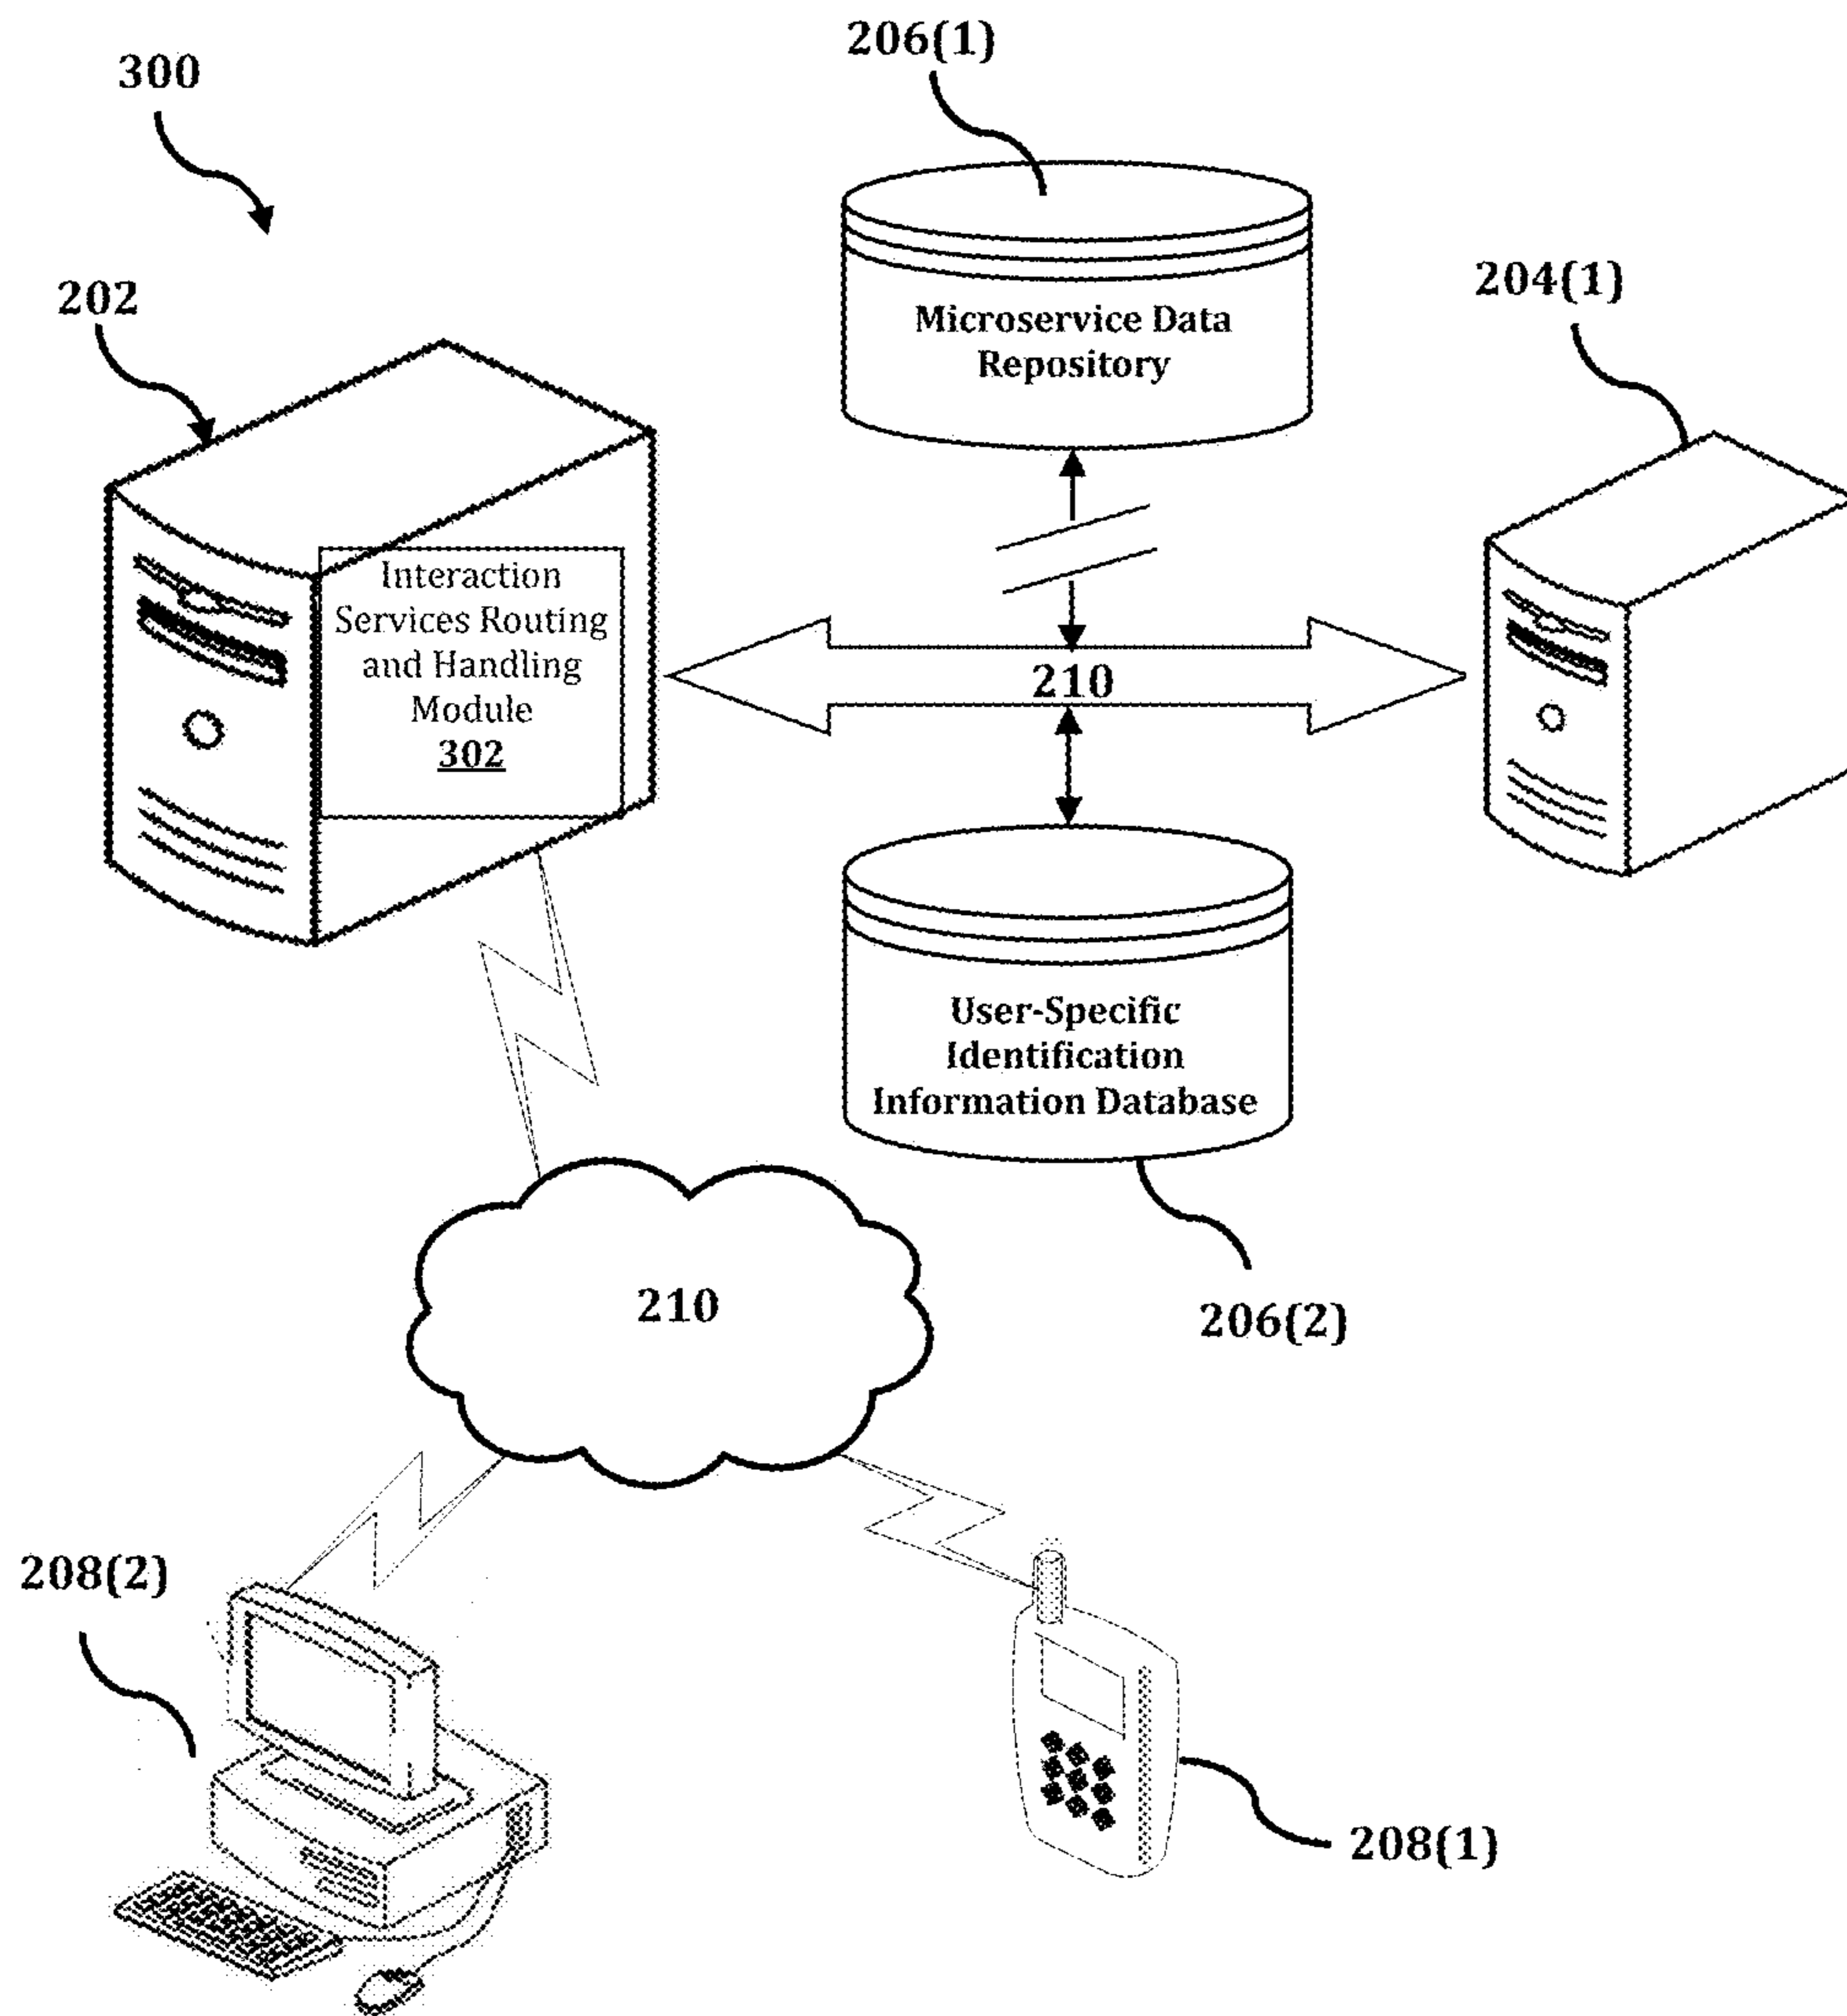 206(1)
300
204(1)
202
Microservice Data
Repository
Interaction
Services Routing
and Handling
Module
302
210
User-Specific
Identification
Information Database
206(2)
210
208(2)
208(1)